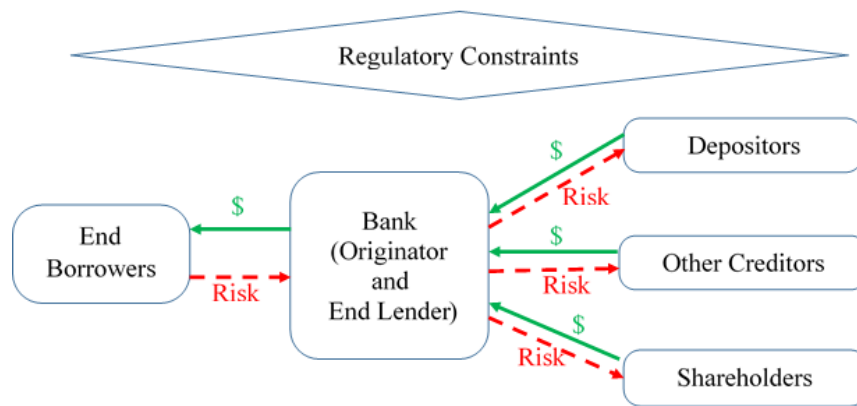 Regulatory Constraints
$
Depositors
Risk
$
End
Borrowers
Risk
Bank
(Originator
and
End Lender)
$
Other Creditors
Risk
$
Risk
Shareholders